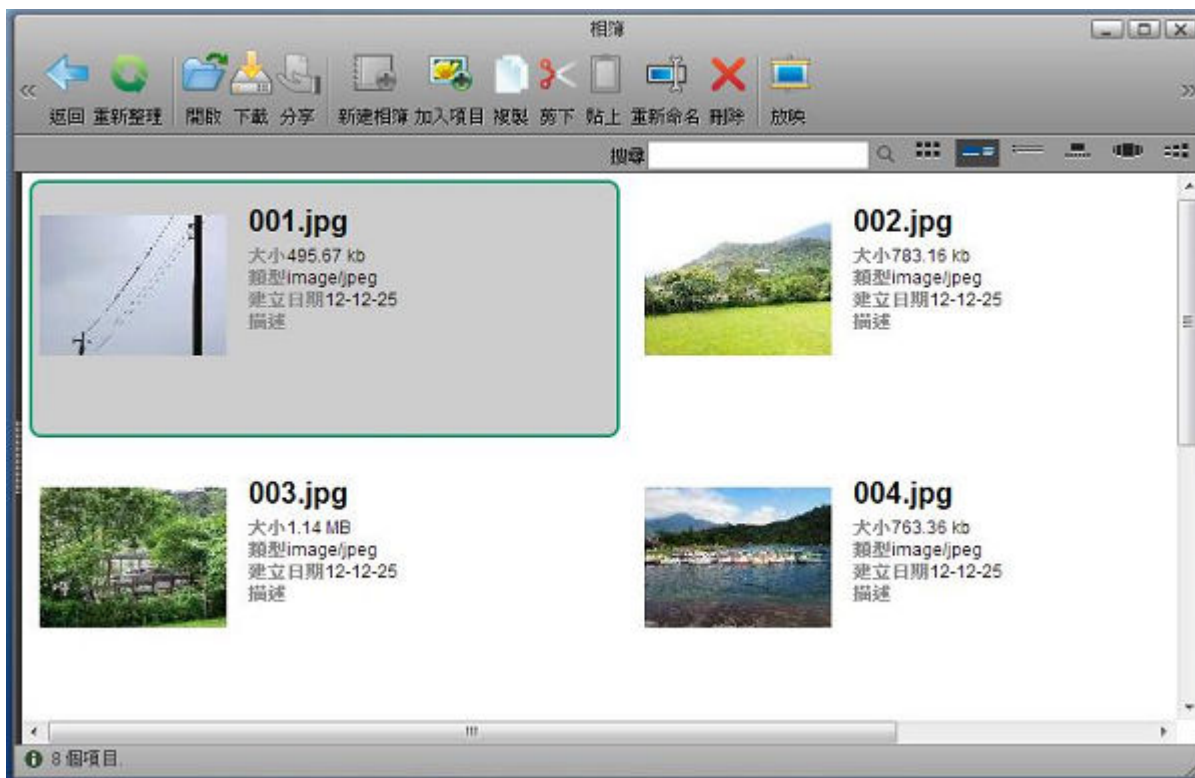 相簿
返回 重新整理 開啟 下載 分享 新建相簿 加入項目 複製 剪下 貼上 重新命名 刪除 放映
搜尋
001.jpg
大小495.67 kb
類型image/jpeg
建立日期12-12-25
描述
002.jpg
大小783.16 kb
類型image/jpeg
建立日期12-12-25
描述
003.jpg
大小1.14 MB
類型image/jpeg
建立日期12-12-25
描述
004.jpg
大小763.36 kb
類型image/jpeg
建立日期12-12-25
描述
8 個項目.